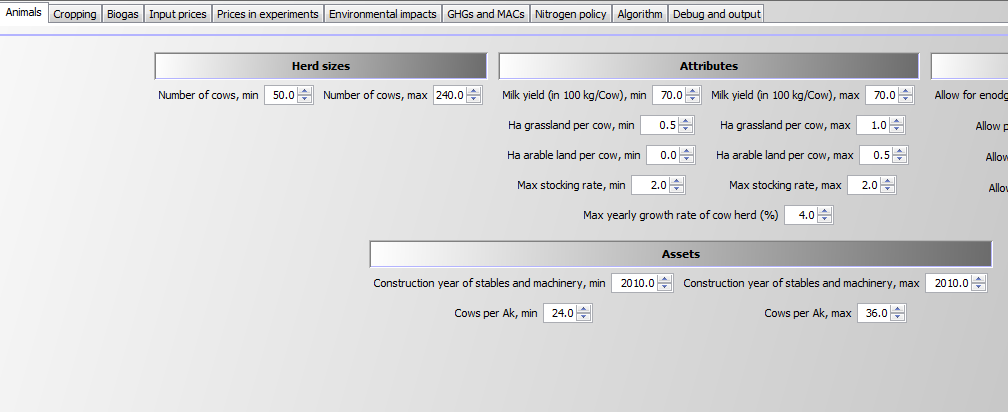 Animals Cropping Biogas Input prices Prices in experiments Environmental impacts GHGs and MACs Nitrogen policy Algorithm Debug and output
Herd sizes Attributes
Number of cows, min 50.0 Number of cows, max 240.0 Milk yield (in 100 kg/Cow), min 70.0 Milk yield (in 100 kg/Cow), max 70.0 Allow for enodg
Ha grassland per cow, min 0.5 Ha grassland per cow, max 1.0 Allow p
Ha arable land per cow, min 0.0 Ha arable land per cow, max 0.5 Allow
Max stocking rate, min 2.0 Max stocking rate, max 2.0 Allow
Max yearly growth rate of cow herd (%) 4.0
Assets
Construction year of stables and machinery, min 2010.0 Construction year of stables and machinery, max 2010.0
Cows per Ak, min 24.0 Cows per Ak, max 36.0